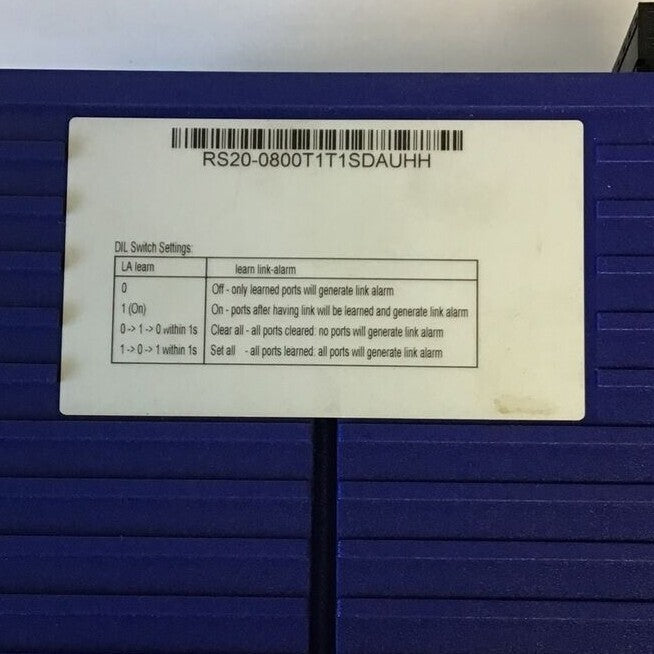 RS20-0800T1T1SDAUHH
DIL Switch Settings:
LA learn learn link-alarm
0 Off - only learned ports will generate link alarm
1 (On) On - ports after having link will be learned and generate link alarm
0 -> 1 -> 0 within 1s Clear all - all ports cleared: no ports will generate link alarm
1 -> 0 -> 1 within 1s Set all - all ports learned: all ports will generate link alarm